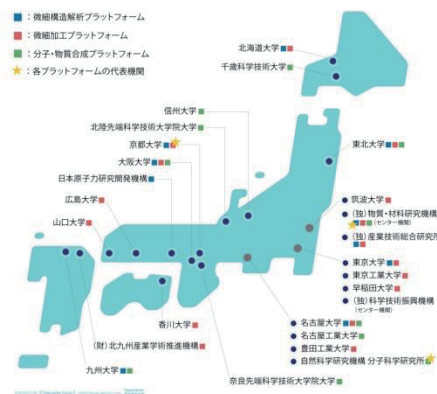 ：微細構造解析プラットフォーム
：微細加工プラットフォーム
：分子・物質合成プラットフォーム
：各プラットフォームの代表機関
北海道大学
千歳科学技術大学
信州大学
北陸先端科学技術大学院大学
京都大学
大阪大学
日本原子力研究開発機構
広島大学
山口大学
東北大学
筑波大学
(独)物質・材料研究機構
(センター機関)
(独)産業技術総合研究所
東京大学
東京工業大学
早稲田大学
(独)科学技術振興機構
(センター機関)
名古屋大学
名古屋工業大学
豊田工業大学
自然科学研究機構 分子科学研究所
香川大学
(財)北九州産業学術推進機構
九州大学
奈良先端科学技術大学院大学